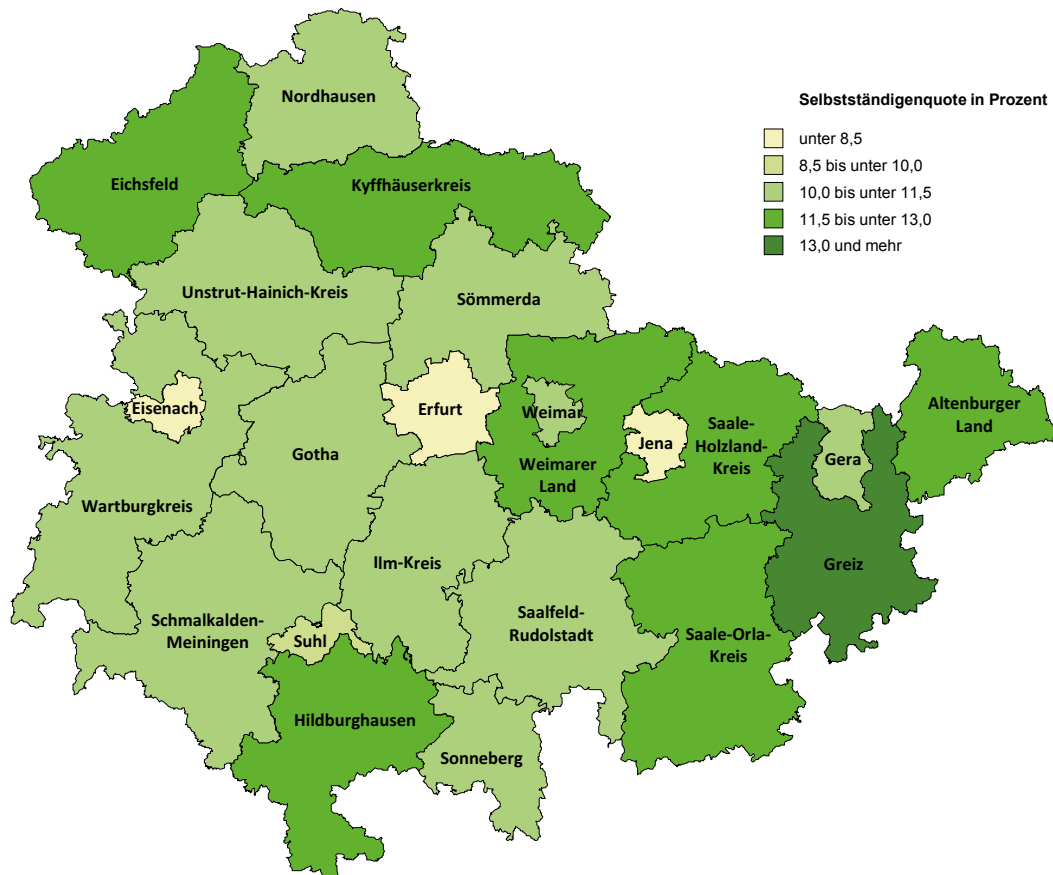 Selbstständigenquote in Prozent
unter 8,5
8,5 bis unter 10,0
10,0 bis unter 11,5
11,5 bis unter 13,0
13,0 und mehr
Nordhausen
Eichsfeld
Kyffhäuserkreis
Unstrut-Hainich-Kreis
Sömmerda
Eisenach
Erfurt
Weimar
Jena
Saale-
Holzland-
Kreis
Altenburger
Land
Gotha
Weimarer
Land
Gera
Wartburgkreis
Ilm-Kreis
Greiz
Schmalkalden-
Meiningen
Suhl
Saalfeld-
Rudolstadt
Saale-Orla-
Kreis
Hildburghausen
Sonneberg